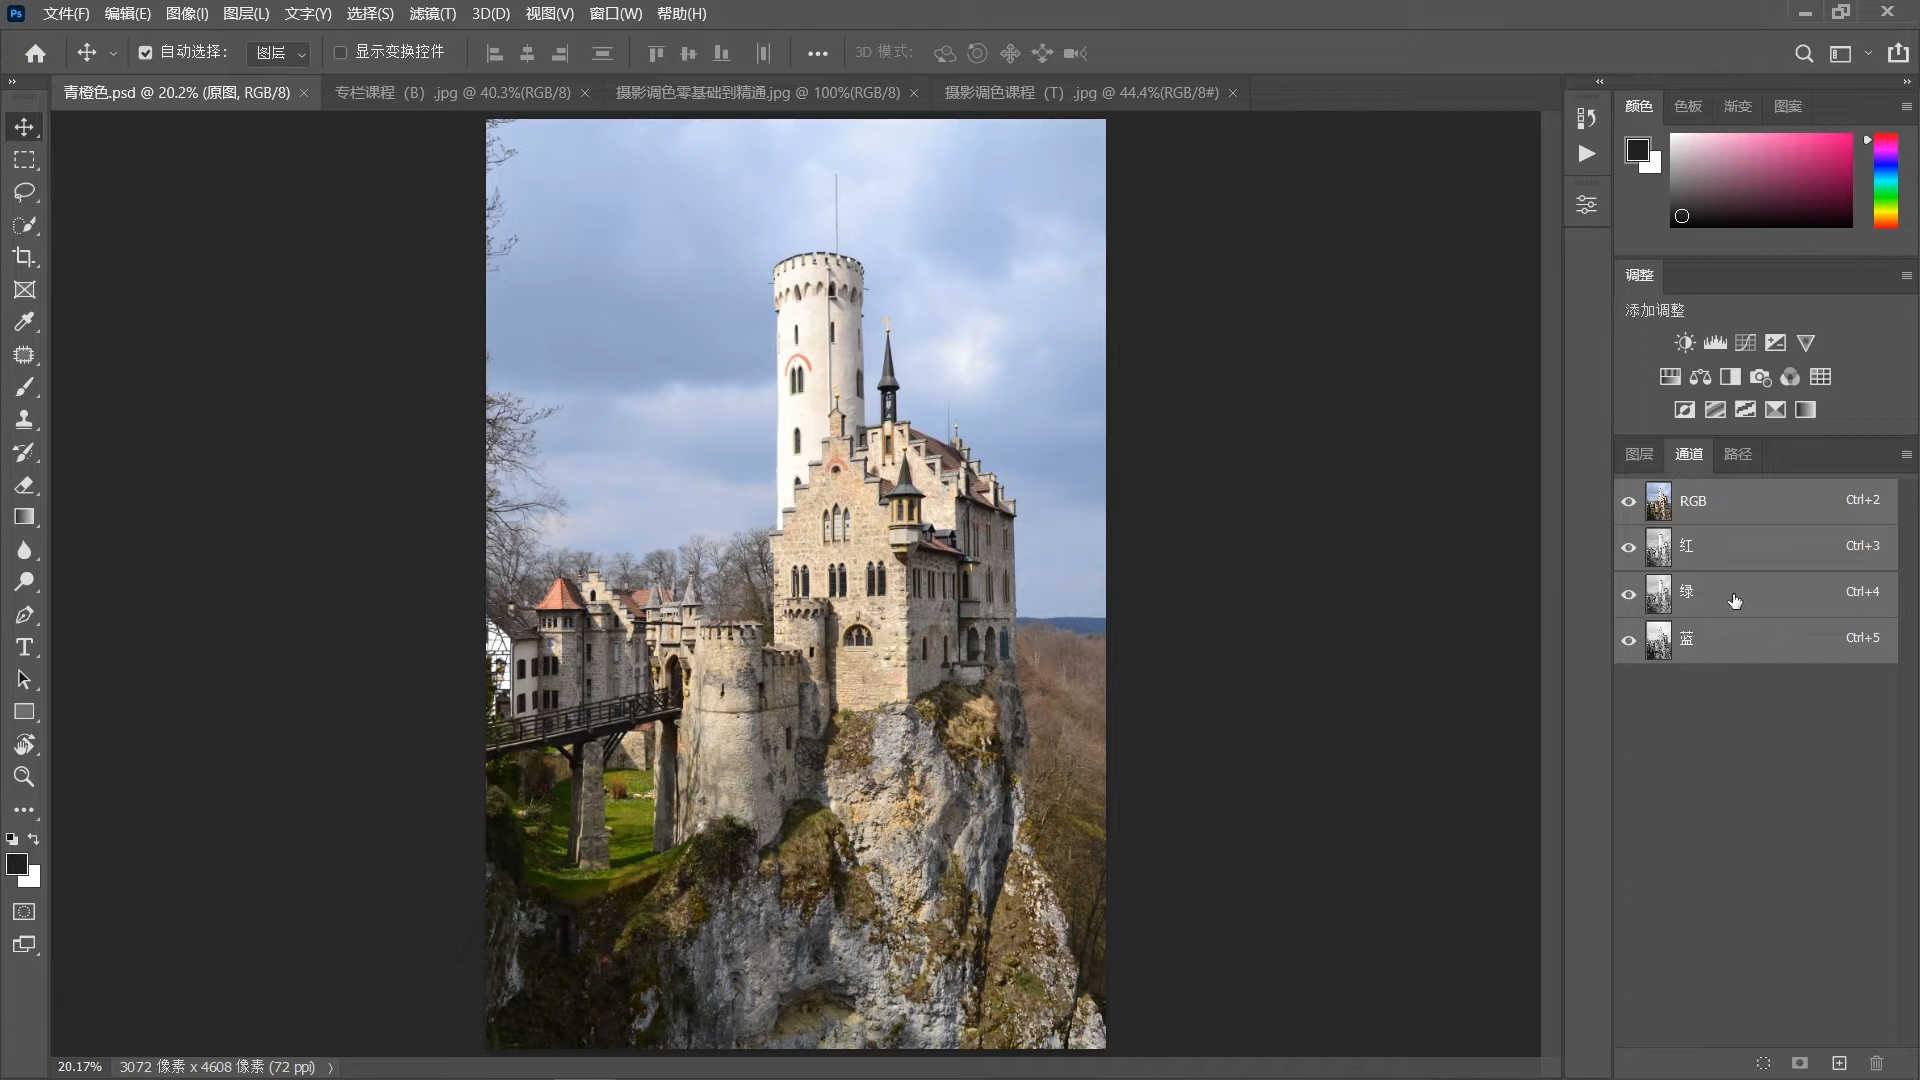 Ps 文件(F) 编辑(E) 图像(I) 图层(L) 文字(Y) 选择(S) 滤镜(T) 3D(D) 视图(V) 窗口(W) 帮助(H)
自动选择： 图层 显示变换控件 3D 模式：
青橙色.psd @ 20.2% (原图, RGB/8) 专栏课程（B）.jpg @ 40.3%(RGB/8) 摄影调色零基础到精通.jpg @ 100%(RGB/8) 摄影调色课程（T）.jpg @ 44.4%(RGB/8#)
颜色 色板 渐变 图案
调整
添加调整
图层 通道 路径
RGB Ctrl+2
红 Ctrl+3
绿 Ctrl+4
蓝 Ctrl+5
20.17% 3072 像素 x 4608 像素 (72 ppi)